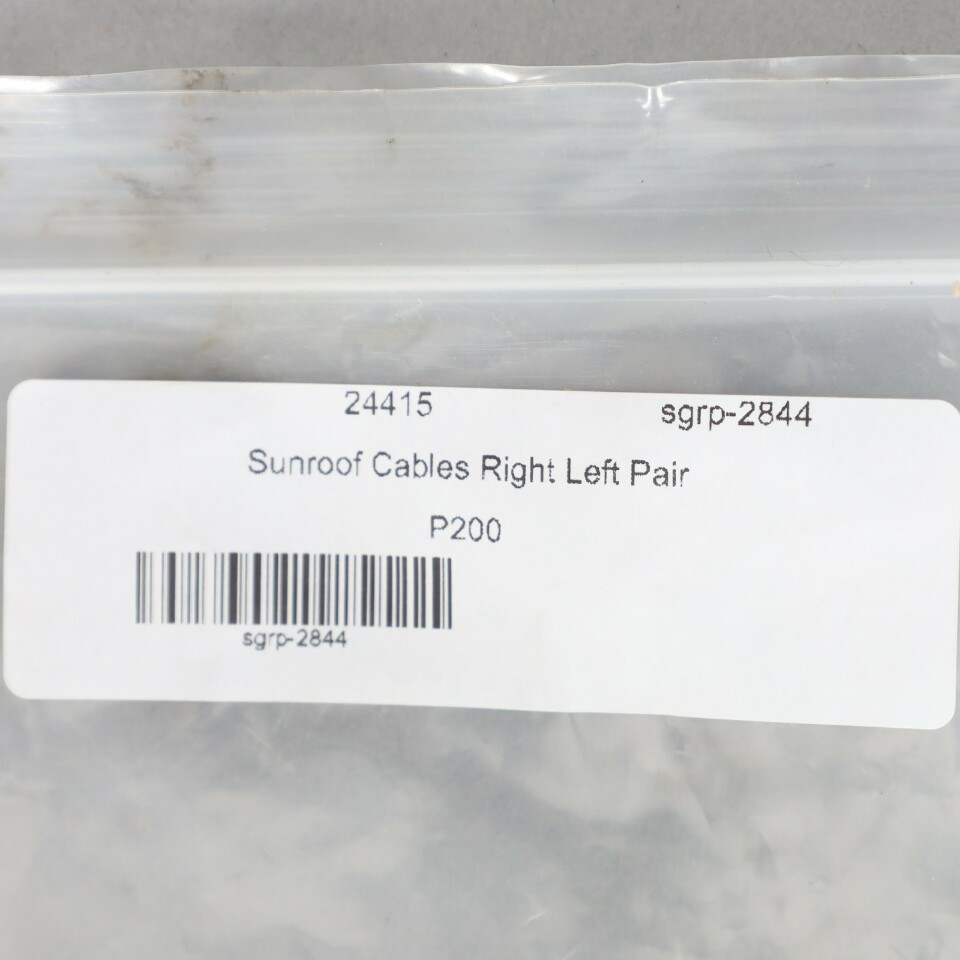 24415 sgrp-2844
Sunroof Cables Right Left Pair
P200
sgrp-2844